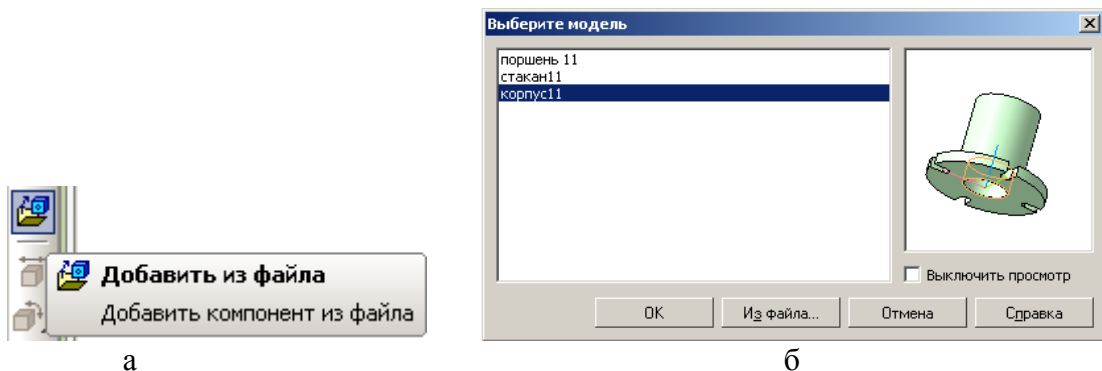 Выберите модель
поршень 11
стакан11
корпус11
Выключить просмотр
OK
Из файла...
Отмена
Справка
Добавить из файла
Добавить компонент из файла
а
б